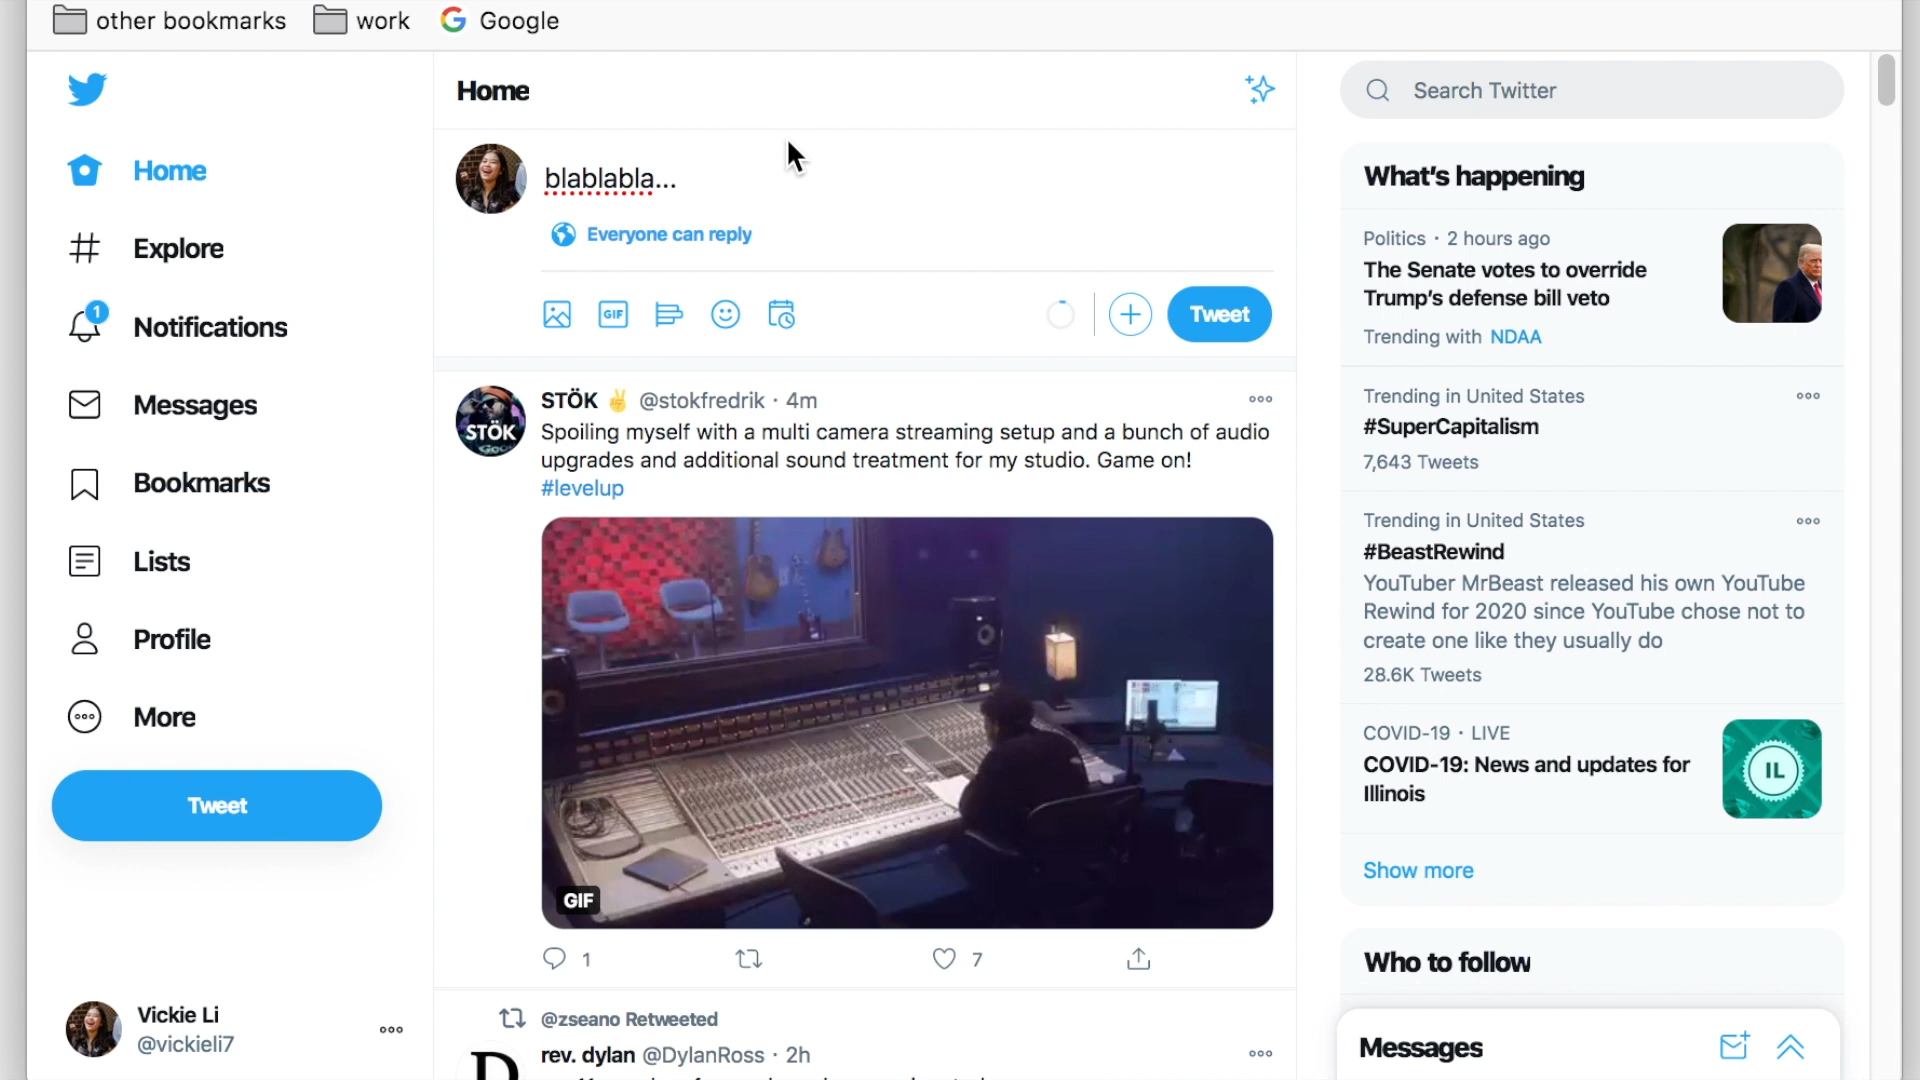 other bookmarks
work
Google
Home
Explore
1
Notifications
Messages
Bookmarks
Lists
Profile
More
Tweet
Vickie Li
@vickieli7
Home
blablabla...
Everyone can reply
GIF
Tweet
STÖK ✌ @stokfredrik · 4m
STÖK
Spoiling myself with a multi camera streaming setup and a bunch of audio
upgrades and additional sound treatment for my studio. Game on!
#levelup
GIF
1
7
@zseano Retweeted
rev. dylan @DylanRoss · 2h
D
Search Twitter
What's happening
Politics · 2 hours ago
The Senate votes to override
Trump's defense bill veto
Trending with NDAA
Trending in United States
#SuperCapitalism
7,643 Tweets
Trending in United States
#BeastRewind
YouTuber MrBeast released his own YouTube
Rewind for 2020 since YouTube chose not to
create one like they usually do
28.6K Tweets
COVID-19 · LIVE
COVID-19: News and updates for
Illinois
IL
Show more
Who to follow
Messages